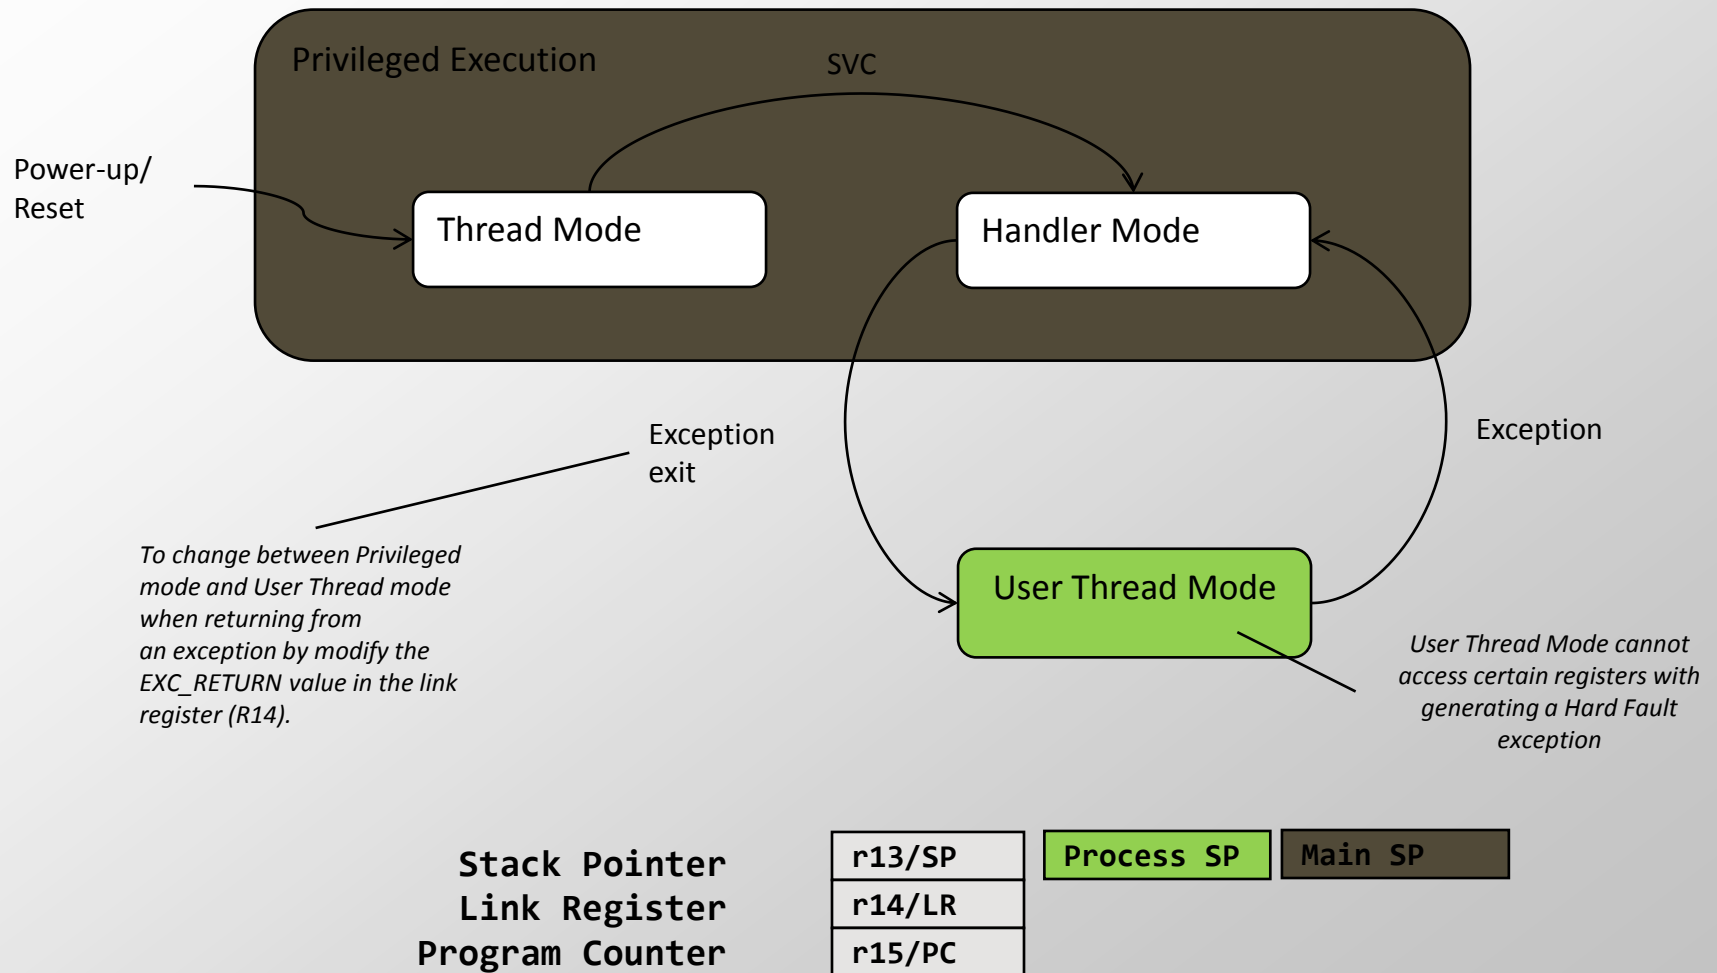 Privileged Execution
SVC
Power-up/
Reset
Thread Mode
Handler Mode
Exception
exit
Exception
To change between Privileged
mode and User Thread mode
when returning from
an exception by modify the
EXC_RETURN value in the link
register (R14).
User Thread Mode
User Thread Mode cannot
access certain registers with
generating a Hard Fault
exception
Stack Pointer
r13/SP
Process SP
Main SP
Link Register
r14/LR
Program Counter
r15/PC